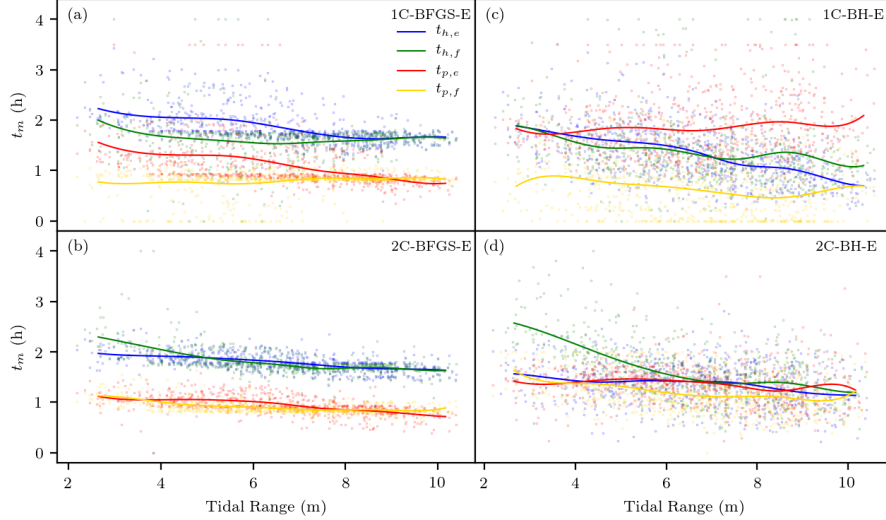 (a) 1C-BFGS-E
(c) 1C-BH-E
t_{h,e}
t_{h,f}
t_{p,e}
t_{p,f}
4
3
2
1
0
t_m (h)
(b) 2C-BFGS-E
(d) 2C-BH-E
4
3
2
1
0
t_m (h)
2 4 6 8 10
2 4 6 8 10
Tidal Range (m)
Tidal Range (m)